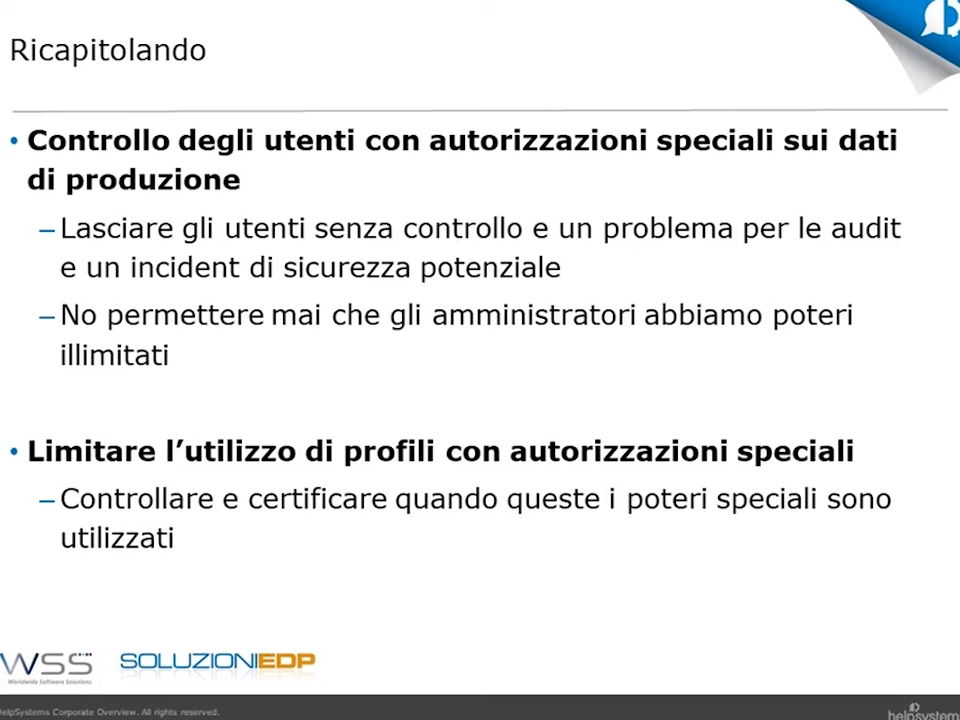 Ricapitolando
• Controllo degli utenti con autorizzazioni speciali sui dati
di produzione
– Lasciare gli utenti senza controllo e un problema per le audit
e un incident di sicurezza potenziale
– No permettere mai che gli amministratori abbiamo poteri
illimitati
• Limitare l’utilizzo di profili con autorizzazioni speciali
– Controllare e certificare quando queste i poteri speciali sono
utilizzati
WSS
Worldwide Software Solutions
SOLUZIONIEDP
HelpSystems Corporate Overview. All rights reserved.
helpsystems